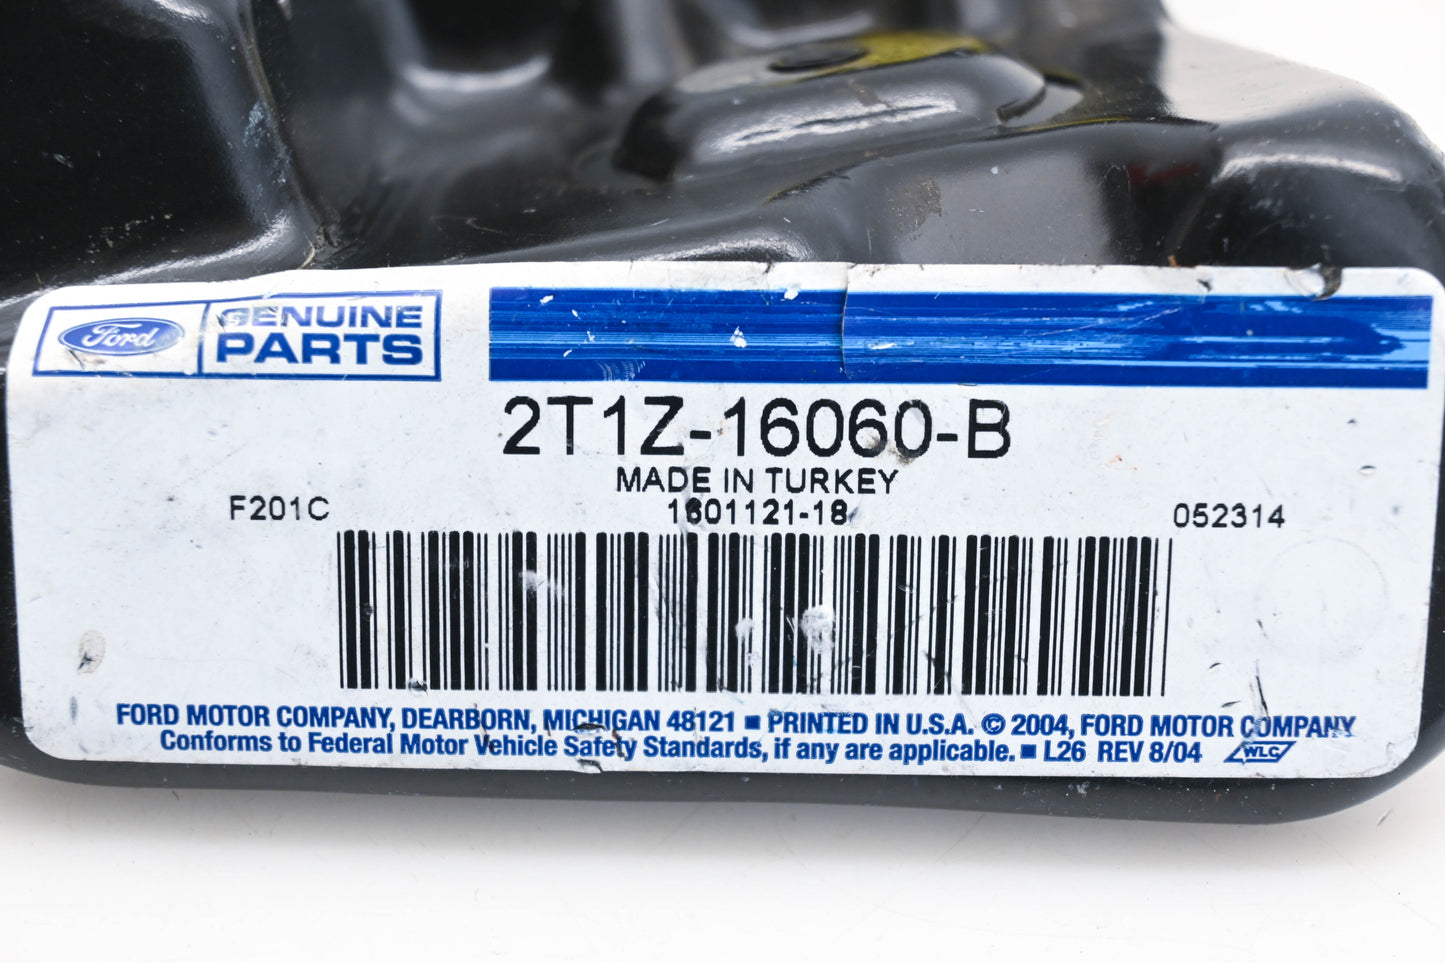 Ford
GENUINE
PARTS
2T1Z-16060-B
MADE IN TURKEY
F201C
1601121-18
052314
FORD MOTOR COMPANY, DEARBORN, MICHIGAN 48121 ■ PRINTED IN U.S.A. © 2004, FORD MOTOR COMPANY
Conforms to Federal Motor Vehicle Safety Standards, if any are applicable. ■ L26 REV 8/04 WLC